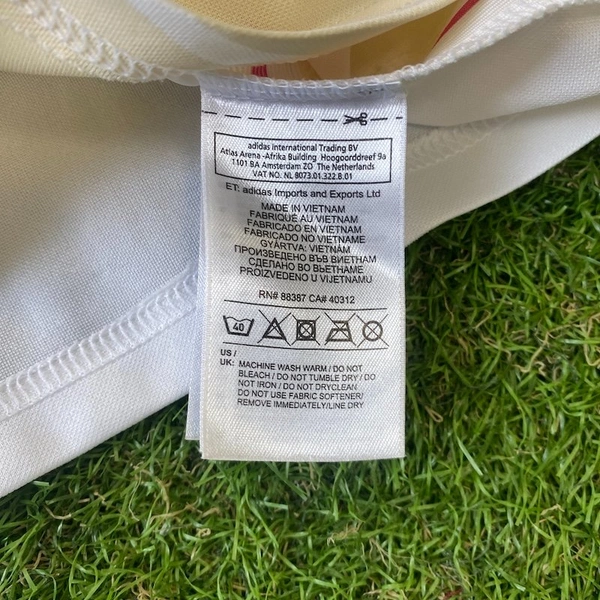 adidas International Trading BV
Atlas Arena -Afrika Building Hoogoorddreef 9a
1101 BA Amsterdam ZO The Netherlands
VAT NO. NL 8073.01.322.B.01
ET: adidas Imports and Exports Ltd
MADE IN VIETNAM
FABRIQUÉ AU VIETNAM
FABRICADO EN VIETNAM
FABRICADO NO VIETNAME
GYÁRTVA: VIETNÁM
ПРОИЗВЕДЕНО ВЪВ ВИЕТНАМ
СДЕЛАНО ВО ВЬЕТНАМЕ
PROIZVEDENO U VIJETNAMU
RN# 88387 CA# 40312
40
US /
UK: MACHINE WASH WARM / DO NOT
BLEACH / DO NOT TUMBLE DRY / DO
NOT IRON / DO NOT DRYCLEAN
DO NOT USE FABRIC SOFTENER/
REMOVE IMMEDIATELY/LINE DRY